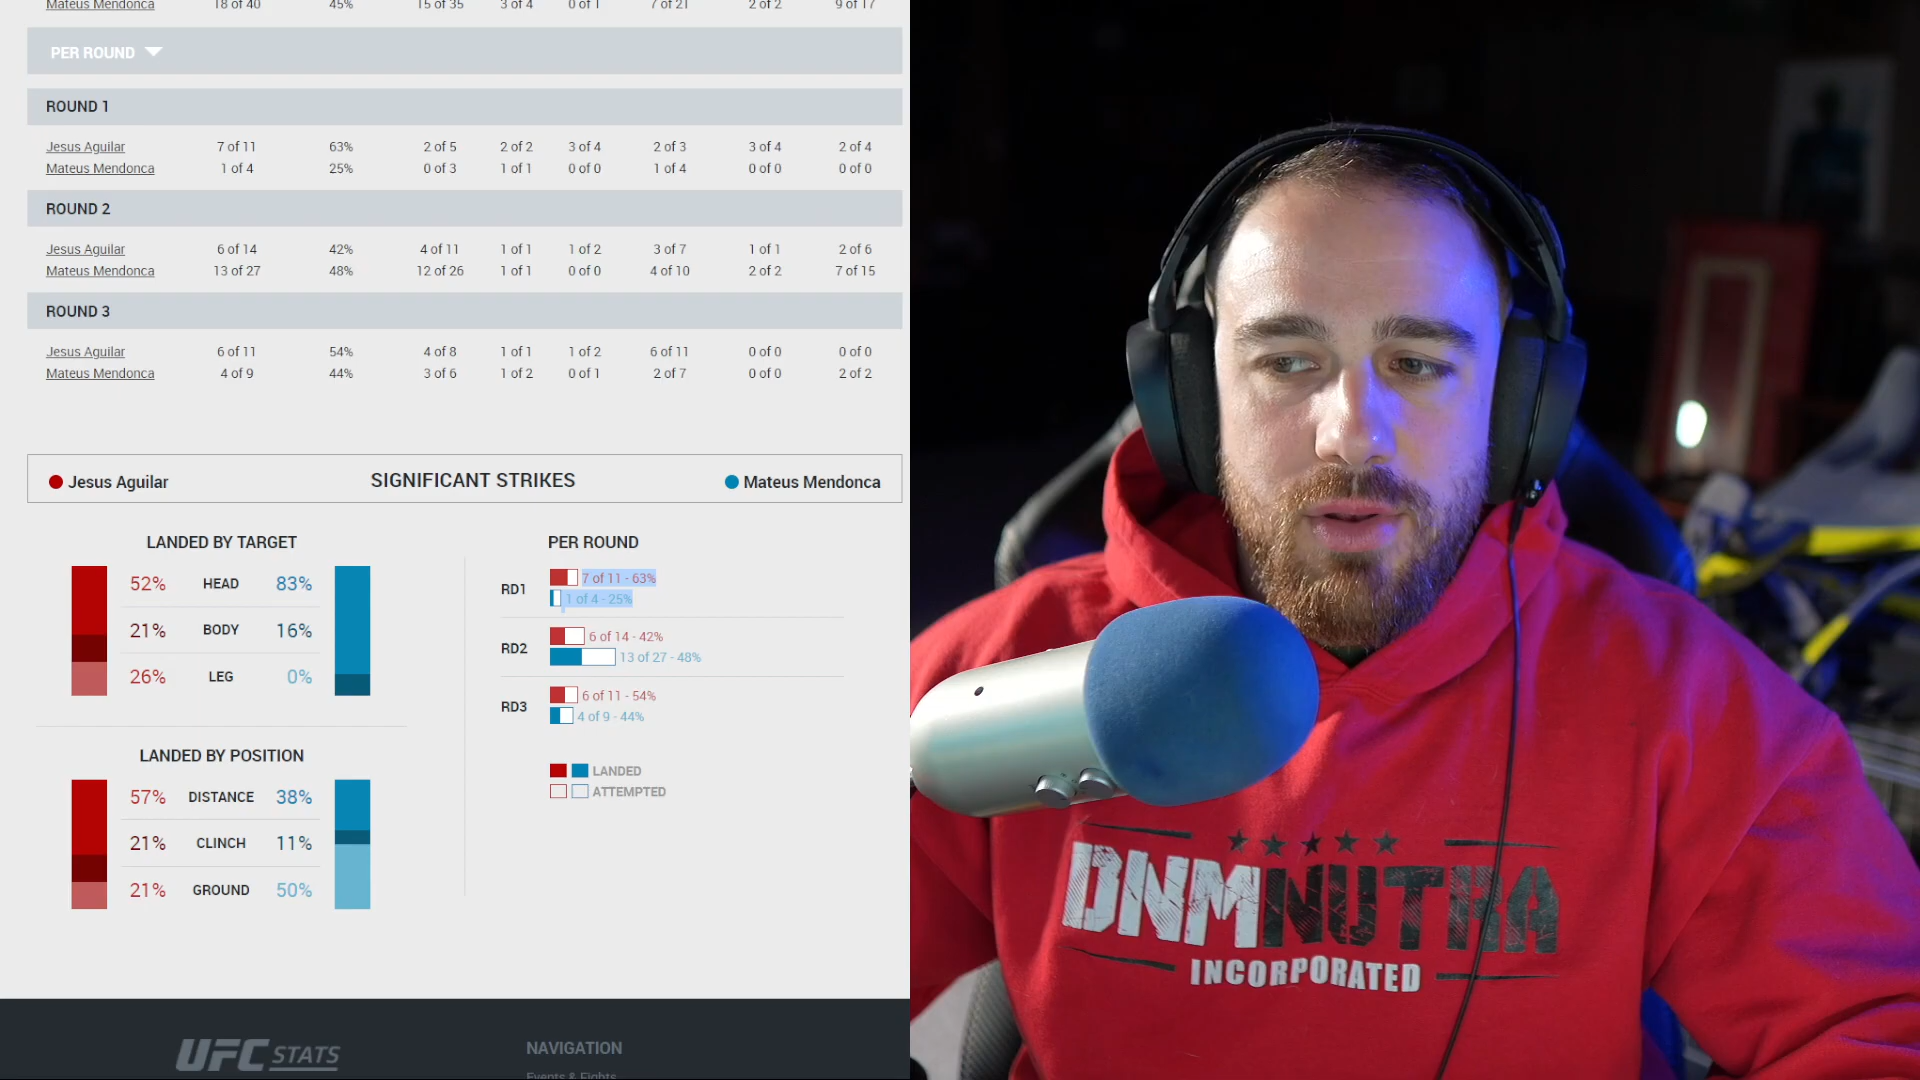 Mateus Mendonca 18 of 40 45% 15 of 35 3 of 4 0 of 1 7 of 21 2 of 2 9 of 17
PER ROUND
ROUND 1
Jesus Aguilar 7 of 11 63% 2 of 5 2 of 2 3 of 4 2 of 3 3 of 4 2 of 4
Mateus Mendonca 1 of 4 25% 0 of 3 1 of 1 0 of 0 1 of 4 0 of 0 0 of 0
ROUND 2
Jesus Aguilar 6 of 14 42% 4 of 11 1 of 1 1 of 2 3 of 7 1 of 1 2 of 6
Mateus Mendonca 13 of 27 48% 12 of 26 1 of 1 0 of 0 4 of 10 2 of 2 7 of 15
ROUND 3
Jesus Aguilar 6 of 11 54% 4 of 8 1 of 1 1 of 2 6 of 11 0 of 0 0 of 0
Mateus Mendonca 4 of 9 44% 3 of 6 1 of 2 0 of 1 2 of 7 0 of 0 2 of 2
Jesus Aguilar SIGNIFICANT STRIKES Mateus Mendonca
LANDED BY TARGET
52% HEAD 83%
21% BODY 16%
26% LEG 0%
LANDED BY POSITION
57% DISTANCE 38%
21% CLINCH 11%
21% GROUND 50%
PER ROUND
RD1
7 of 11 - 63%
1 of 4 - 25%
RD2
6 of 14 - 42%
13 of 27 - 48%
RD3
6 of 11 - 54%
4 of 9 - 44%
LANDED
ATTEMPTED
UFC STATS
NAVIGATION
Events & Fights
DNMNUTRA
INCORPORATED